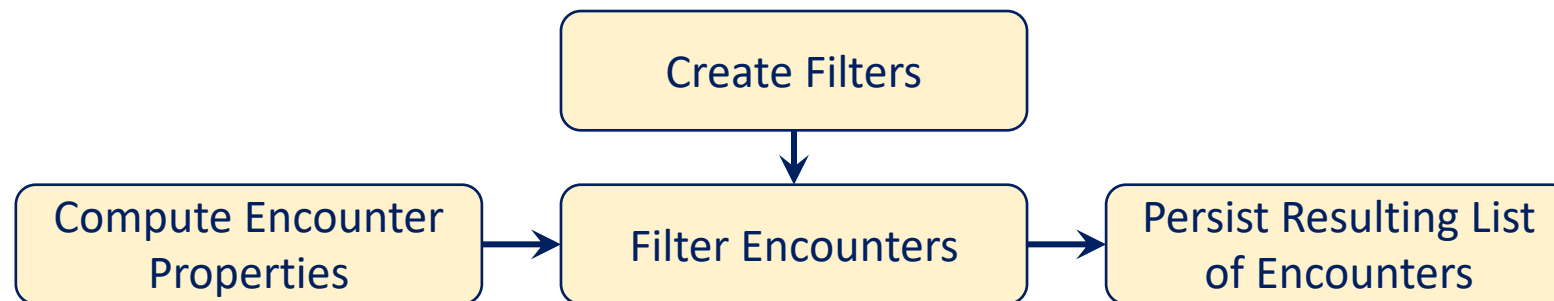 Create Filters
Compute Encounter
Properties
Filter Encounters
Persist Resulting List
of Encounters